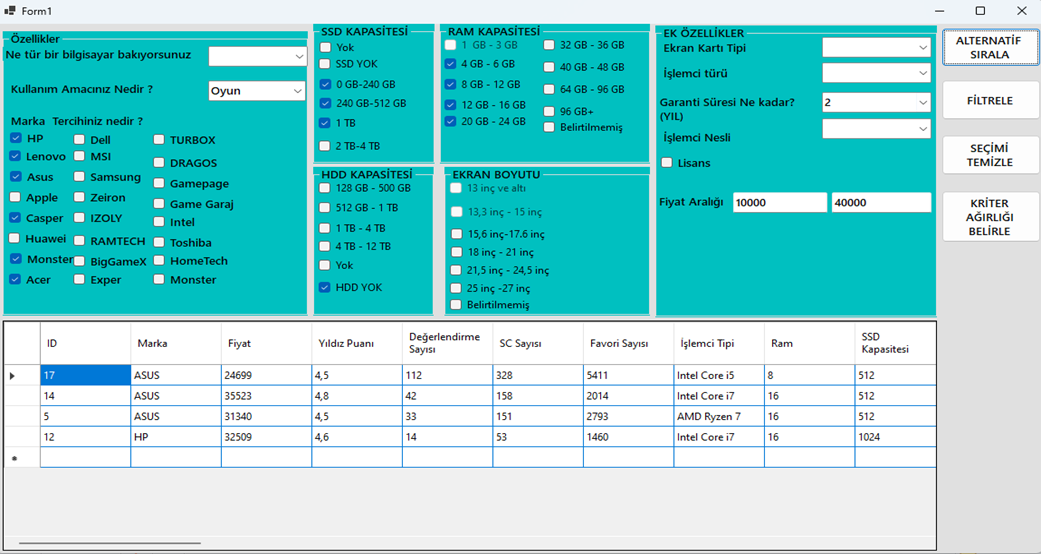 Form1
Özellikler
Ne tür bir bilgisayar bakıyorsunuz
Kullanım Amacınız Nedir ?
Oyun
Marka Tercihiniz nedir ?
HP
Lenovo
Asus
Apple
Casper
Huawei
Monster
Acer
Dell
MSI
Samsung
Zeiron
IZOLY
RAMTECH
BigGameX
Exper
TURBOX
DRAGOS
Gamepage
Game Garaj
Intel
Toshiba
HomeTech
Monster
SSD KAPASİTESİ
Yok
SSD YOK
0 GB-240 GB
240 GB-512 GB
1 TB
2 TB-4 TB
HDD KAPASİTESİ
128 GB - 500 GB
512 GB - 1 TB
1 TB - 4 TB
4 TB - 12 TB
Yok
HDD YOK
RAM KAPASİTESİ
1 GB - 3 GB
4 GB - 6 GB
8 GB - 12 GB
12 GB - 16 GB
20 GB - 24 GB
32 GB - 36 GB
40 GB - 48 GB
64 GB - 96 GB
96 GB+
Belirtilmemiş
EKRAN BOYUTU
13 inç ve altı
13,3 inç - 15 inç
15,6 inç-17.6 inç
18 inç - 21 inç
21,5 inç - 24,5 inç
25 inç -27 inç
Belirtilmemiş
EK ÖZELLİKLER
Ekran Kartı Tipi
İşlemci türü
Garanti Süresi Ne kadar?
(YIL)
2
İşlemci Nesli
Lisans
Fiyat Aralığı 10000 40000
ALTERNATİF
SIRALA
FİLTRELE
SEÇİMİ
TEMİZLE
KRİTER
AĞIRLIĞI
BELİRLE
ID Marka Fiyat Yıldız Puanı Değerlendirme Sayısı SC Sayısı Favori Sayısı İşlemci Tipi Ram SSD Kapasitesi
17 ASUS 24699 4,5 112 328 5411 Intel Core i5 8 512
14 ASUS 35523 4,8 42 158 2014 Intel Core i7 16 512
5 ASUS 31340 4,5 33 151 2793 AMD Ryzen 7 16 512
12 HP 32509 4,6 14 53 1460 Intel Core i7 16 1024